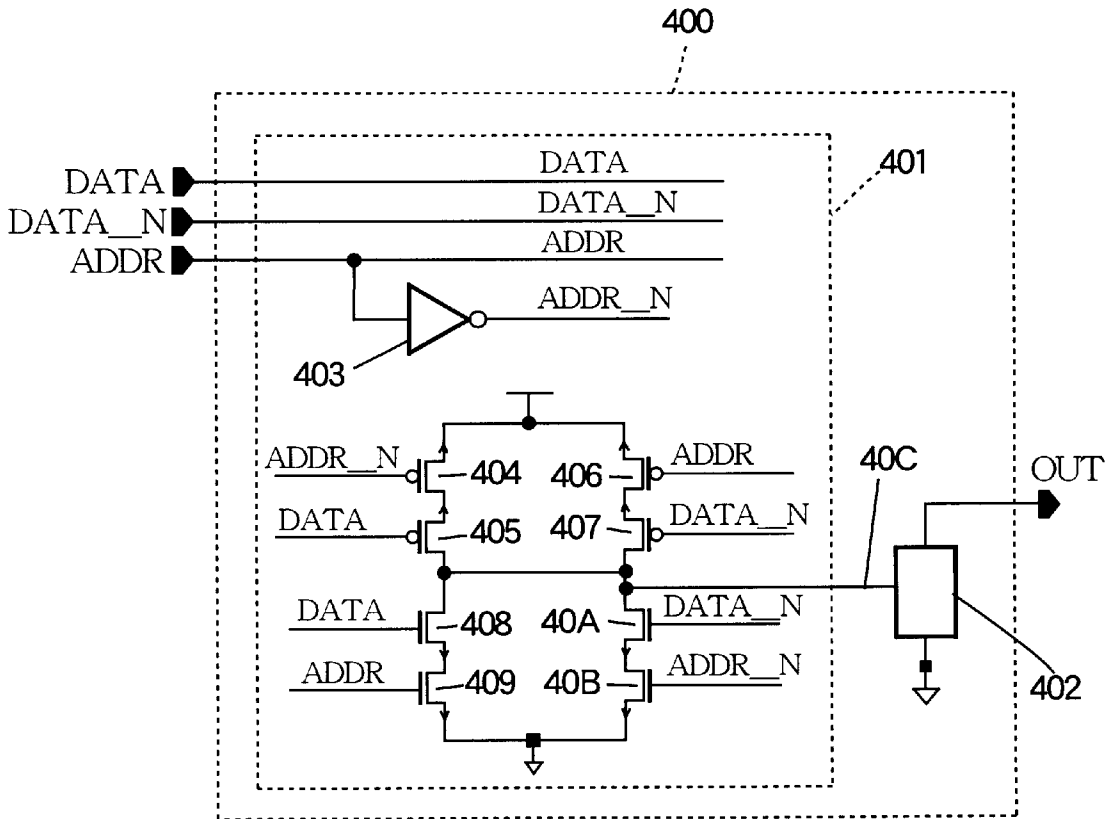 400
401
DATA
DATA
DATA__N
DATA__N
ADDR
ADDR
ADDR__N
403
ADDR__N
404
406
ADDR
40C
OUT
DATA
405
407
DATA__N
DATA
408
40A
DATA__N
ADDR
409
40B
ADDR__N
402